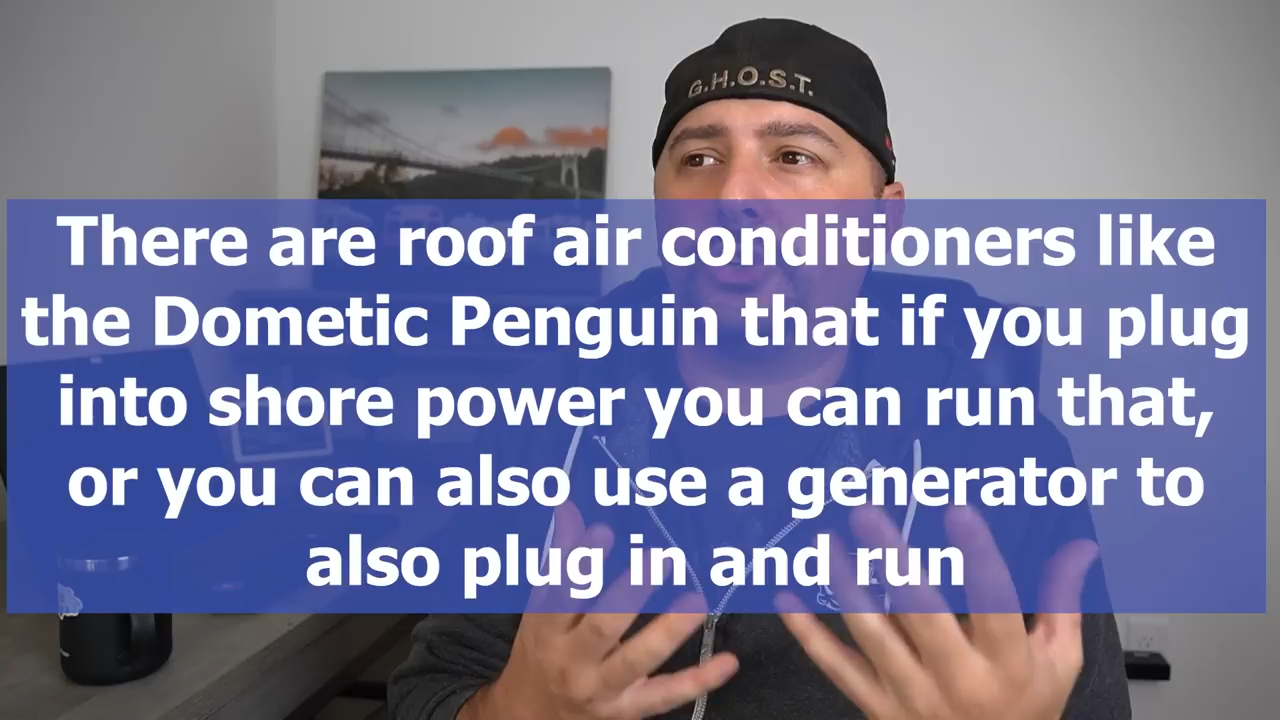 G.H.O.S.T.
There are roof air conditioners like
the Dometic Penguin that if you plug
into shore power you can run that,
or you can also use a generator to
also plug in and run